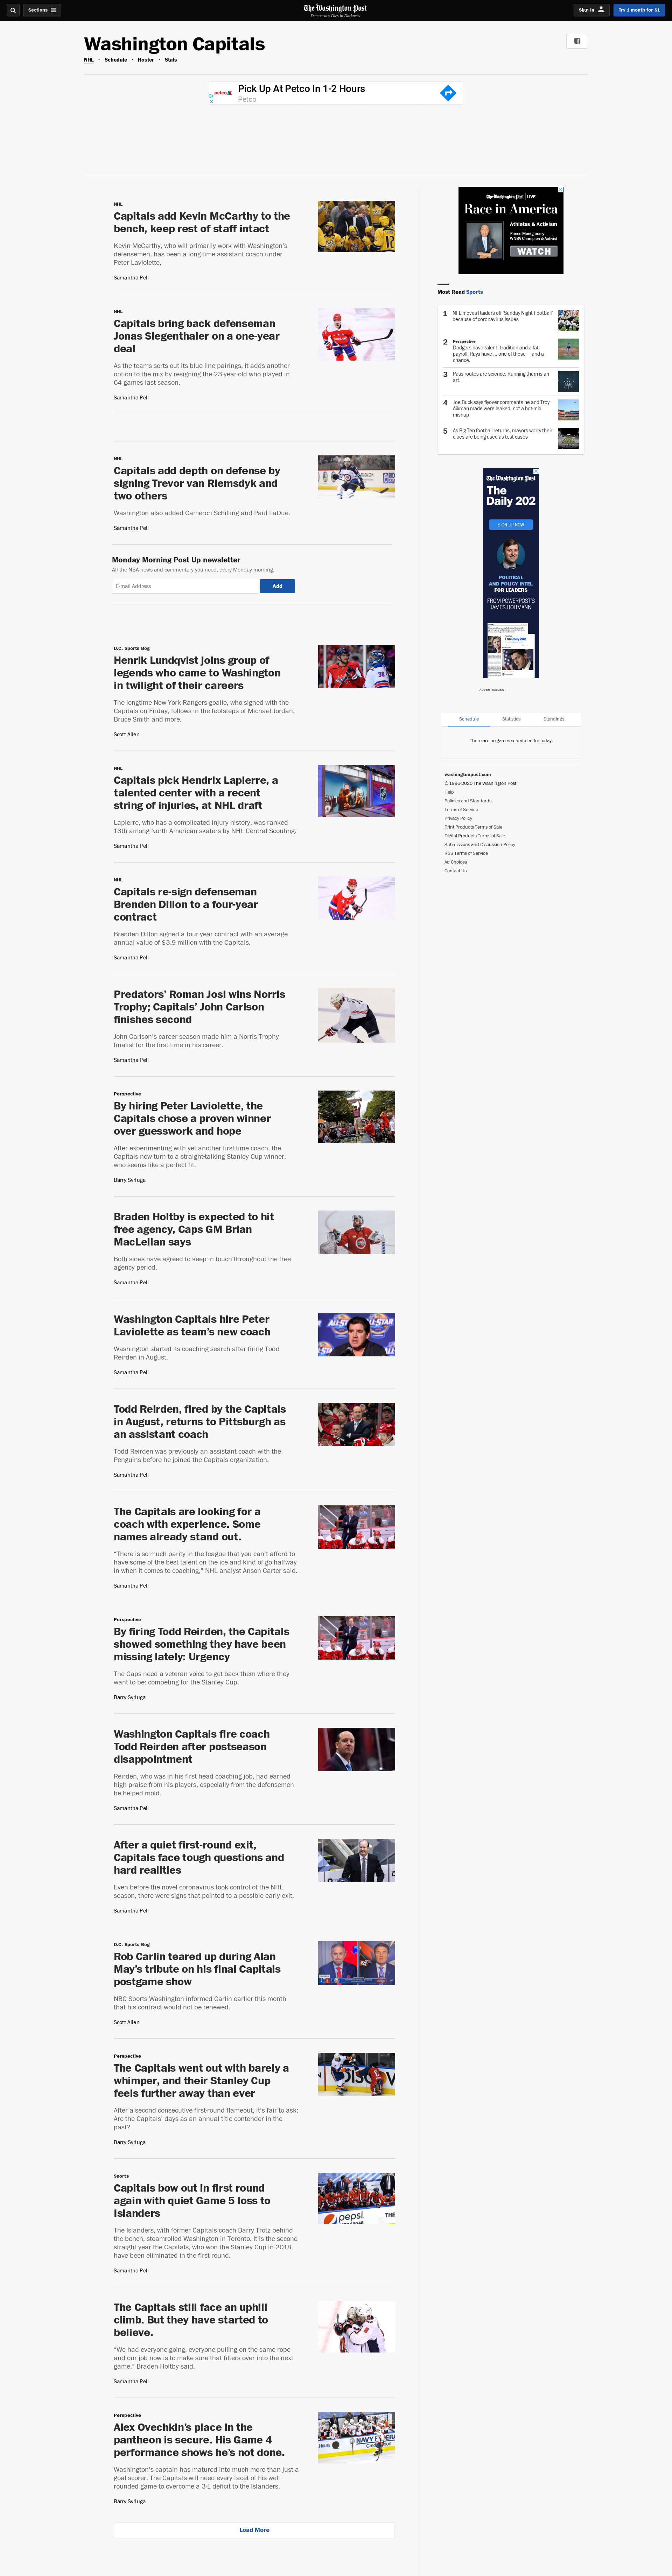 Sections
The Washington Post
Democracy Dies in Darkness
Sign In
Try 1 month for $1
Washington Capitals
NHL • Schedule • Roster • Stats
petco
Pick Up At Petco In 1-2 Hours
Petco
NHL
Capitals add Kevin McCarthy to the
bench, keep rest of staff intact
Kevin McCarthy, who will primarily work with Washington's
defensemen, has been a long-time assistant coach under
Peter Laviolette,
Samantha Pell
NHL
Capitals bring back defenseman
Jonas Siegenthaler on a one-year
deal
As the teams sorts out its blue line pairings, it adds another
option to the mix by resigning the 23-year-old who played in
64 games last season.
Samantha Pell
NHL
Capitals add depth on defense by
signing Trevor van Riemsdyk and
two others
Washington also added Cameron Schilling and Paul LaDue.
Samantha Pell
Monday Morning Post Up newsletter
All the NBA news and commentary you need, every Monday morning.
E-mail Address
Add
D.C. Sports Bog
Henrik Lundqvist joins group of
legends who came to Washington
in twilight of their careers
The longtime New York Rangers goalie, who signed with the
Capitals on Friday, follows in the footsteps of Michael Jordan,
Bruce Smith and more.
Scott Allen
NHL
Capitals pick Hendrix Lapierre, a
talented center with a recent
string of injuries, at NHL draft
Lapierre, who has a complicated injury history, was ranked
13th among North American skaters by NHL Central Scouting.
Samantha Pell
NHL
Capitals re-sign defenseman
Brenden Dillon to a four-year
contract
Brenden Dillon signed a four-year contract with an average
annual value of $3.9 million with the Capitals.
Samantha Pell
Predators' Roman Josi wins Norris
Trophy; Capitals' John Carlson
finishes second
John Carlson's career season made him a Norris Trophy
finalist for the first time in his career.
Samantha Pell
Perspective
By hiring Peter Laviolette, the
Capitals chose a proven winner
over guesswork and hope
After experimenting with yet another first-time coach, the
Capitals now turn to a straight-talking Stanley Cup winner,
who seems like a perfect fit.
Barry Svrluga
Braden Holtby is expected to hit
free agency, Caps GM Brian
MacLellan says
Both sides have agreed to keep in touch throughout the free
agency period.
Samantha Pell
Washington Capitals hire Peter
Laviolette as team's new coach
Washington started its coaching search after firing Todd
Reirden in August.
Samantha Pell
Todd Reirden, fired by the Capitals
in August, returns to Pittsburgh as
an assistant coach
Todd Reirden was previously an assistant coach with the
Penguins before he joined the Capitals organization.
Samantha Pell
The Capitals are looking for a
coach with experience. Some
names already stand out.
"There is so much parity in the league that you can't afford to
have some of the best talent on the ice and kind of go halfway
in when it comes to coaching," NHL analyst Anson Carter said.
Samantha Pell
Perspective
By firing Todd Reirden, the Capitals
showed something they have been
missing lately: Urgency
The Caps need a veteran voice to get back them where they
want to be: competing for the Stanley Cup.
Barry Svrluga
Washington Capitals fire coach
Todd Reirden after postseason
disappointment
Reirden, who was in his first head coaching job, had earned
high praise from his players, especially from the defensemen
he helped mold.
Samantha Pell
After a quiet first-round exit,
Capitals face tough questions and
hard realities
Even before the novel coronavirus took control of the NHL
season, there were signs that pointed to a possible early exit.
Samantha Pell
D.C. Sports Bog
Rob Carlin teared up during Alan
May's tribute on his final Capitals
postgame show
NBC Sports Washington informed Carlin earlier this month
that his contract would not be renewed.
Scott Allen
Perspective
The Capitals went out with barely a
whimper, and their Stanley Cup
feels further away than ever
After a second consecutive first-round flameout, it's fair to ask:
Are the Capitals' days as an annual title contender in the
past?
Barry Svrluga
Sports
Capitals bow out in first round
again with quiet Game 5 loss to
Islanders
The Islanders, with former Capitals coach Barry Trotz behind
the bench, steamrolled Washington in Toronto. It is the second
straight year the Capitals, who won the Stanley Cup in 2018,
have been eliminated in the first round.
Samantha Pell
pepsi
The Capitals still face an uphill
climb. But they have started to
believe.
"We had everyone going, everyone pulling on the same rope
and our job now is to make sure that filters over into the next
game," Braden Holtby said.
Samantha Pell
Perspective
Alex Ovechkin's place in the
pantheon is secure. His Game 4
performance shows he's not done.
Washington's captain has matured into much more than just a
goal scorer. The Capitals will need every facet of his well-
rounded game to overcome a 3-1 deficit to the Islanders.
Barry Svrluga
NAVY FEDERAL
Load More
The Washington Post LIVE
Race in America
Athletes & Activism
Renee Montgomery
WNBA Champion & Activist
WATCH
Most Read Sports
1 NFL moves Raiders off 'Sunday Night Football'
because of coronavirus issues
2 Perspective
Dodgers have talent, tradition and a fat
payroll. Rays have ... one of those — and a
chance.
3 Pass routes are science. Running them is an
art.
4 Joe Buck says flyover comments he and Troy
Aikman made were leaked, not a hot-mic
mishap
5 As Big Ten football returns, mayors worry their
cities are being used as test cases
The Washington Post
The
Daily 202
SIGN UP NOW
POLITICAL
AND POLICY INTEL
FOR LEADERS
FROM POWERPOST'S
JAMES HOHMANN
ADVERTISEMENT
Schedule Statistics Standings
There are no games scheduled for today.
washingtonpost.com
© 1996-2020 The Washington Post
Help
Policies and Standards
Terms of Service
Privacy Policy
Print Products Terms of Sale
Digital Products Terms of Sale
Submissions and Discussion Policy
RSS Terms of Service
Ad Choices
Contact Us